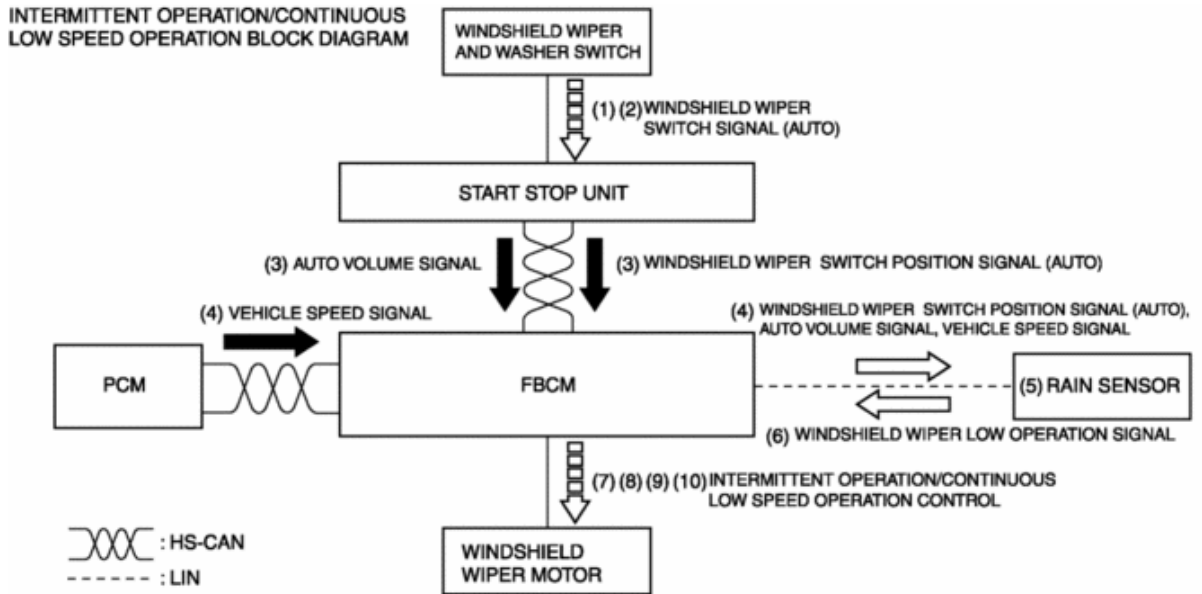 INTERMITTENT OPERATION/CONTINUOUS
LOW SPEED OPERATION BLOCK DIAGRAM
WINDSHIELD WIPER
AND WASHER SWITCH
(1) (2) WINDSHIELD WIPER
SWITCH SIGNAL (AUTO)
START STOP UNIT
(3) AUTO VOLUME SIGNAL
(3) WINDSHIELD WIPER SWITCH POSITION SIGNAL (AUTO)
(4) VEHICLE SPEED SIGNAL
(4) WINDSHIELD WIPER SWITCH POSITION SIGNAL (AUTO),
AUTO VOLUME SIGNAL, VEHICLE SPEED SIGNAL
PCM
FBCM
(5) RAIN SENSOR
(6) WINDSHIELD WIPER LOW OPERATION SIGNAL
(7) (8) (9) (10) INTERMITTENT OPERATION/CONTINUOUS
LOW SPEED OPERATION CONTROL
WINDSHIELD
WIPER MOTOR
: HS-CAN
: LIN